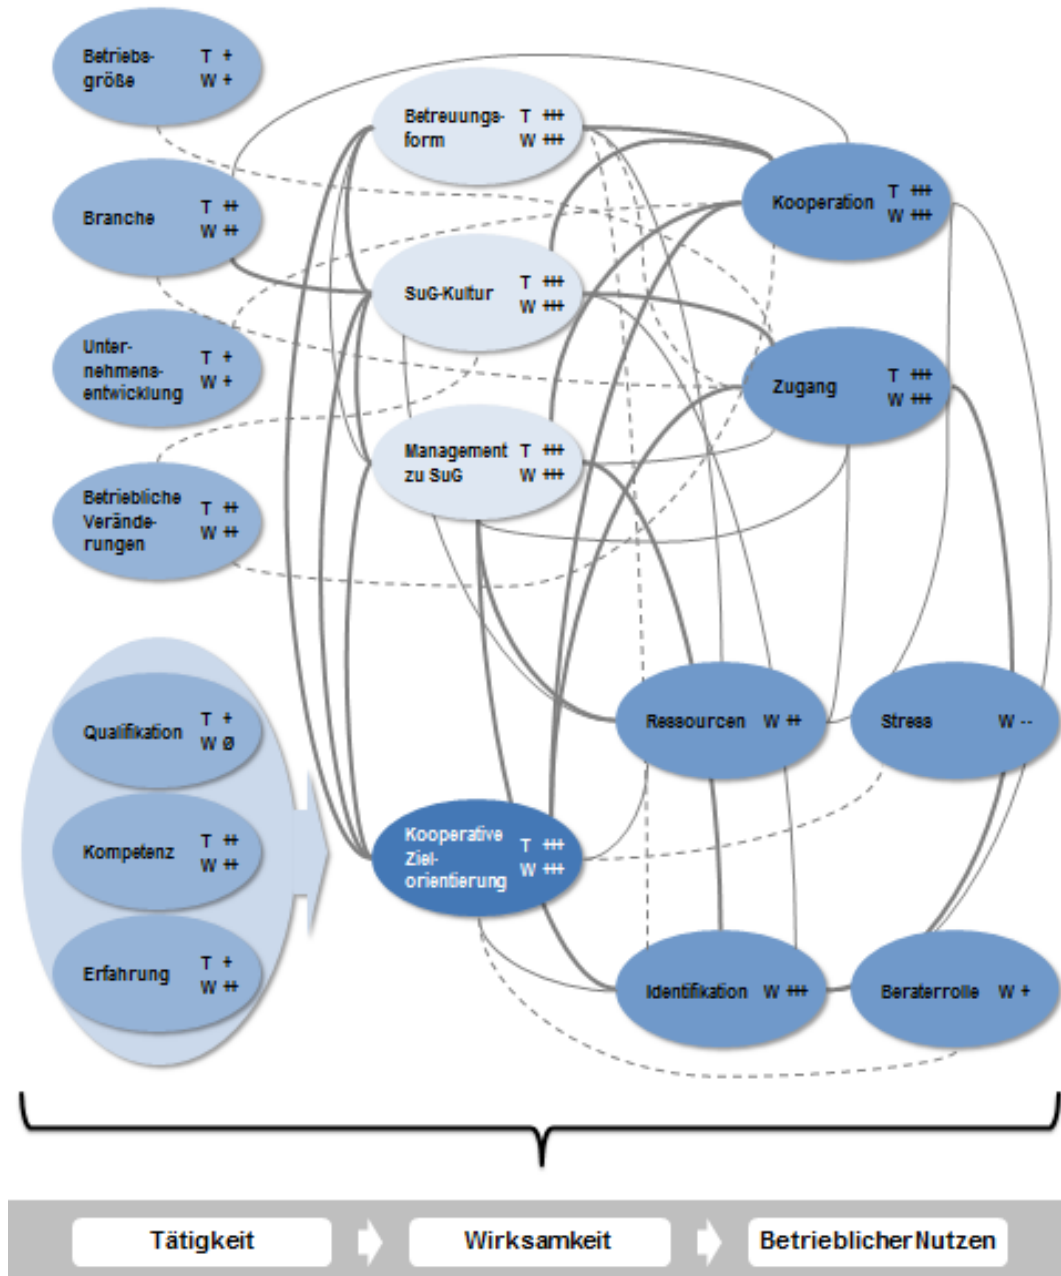 Betriebs-
größe
T +
W +
Branche
T ++
W ++
Unter-
nehmens-
entwicklung
T +
W +
Betriebliche
Verände-
rungen
T ++
W ++
Qualifikation
T +
W Ø
Kompetenz
T ++
W ++
Erfahrung
T +
W ++
Betreuungs-
form
T +++
W +++
SuG-Kultur
T +++
W +++
Management
zu SuG
T +++
W +++
Kooperative
Ziel-
orientierung
T +++
W +++
Kooperation
T +++
W +++
Zugang
T +++
W +++
Ressourcen W ++
Stress W --
Identifikation W +++
Beraterrolle W +
Tätigkeit
Wirksamkeit
Betrieblicher Nutzen